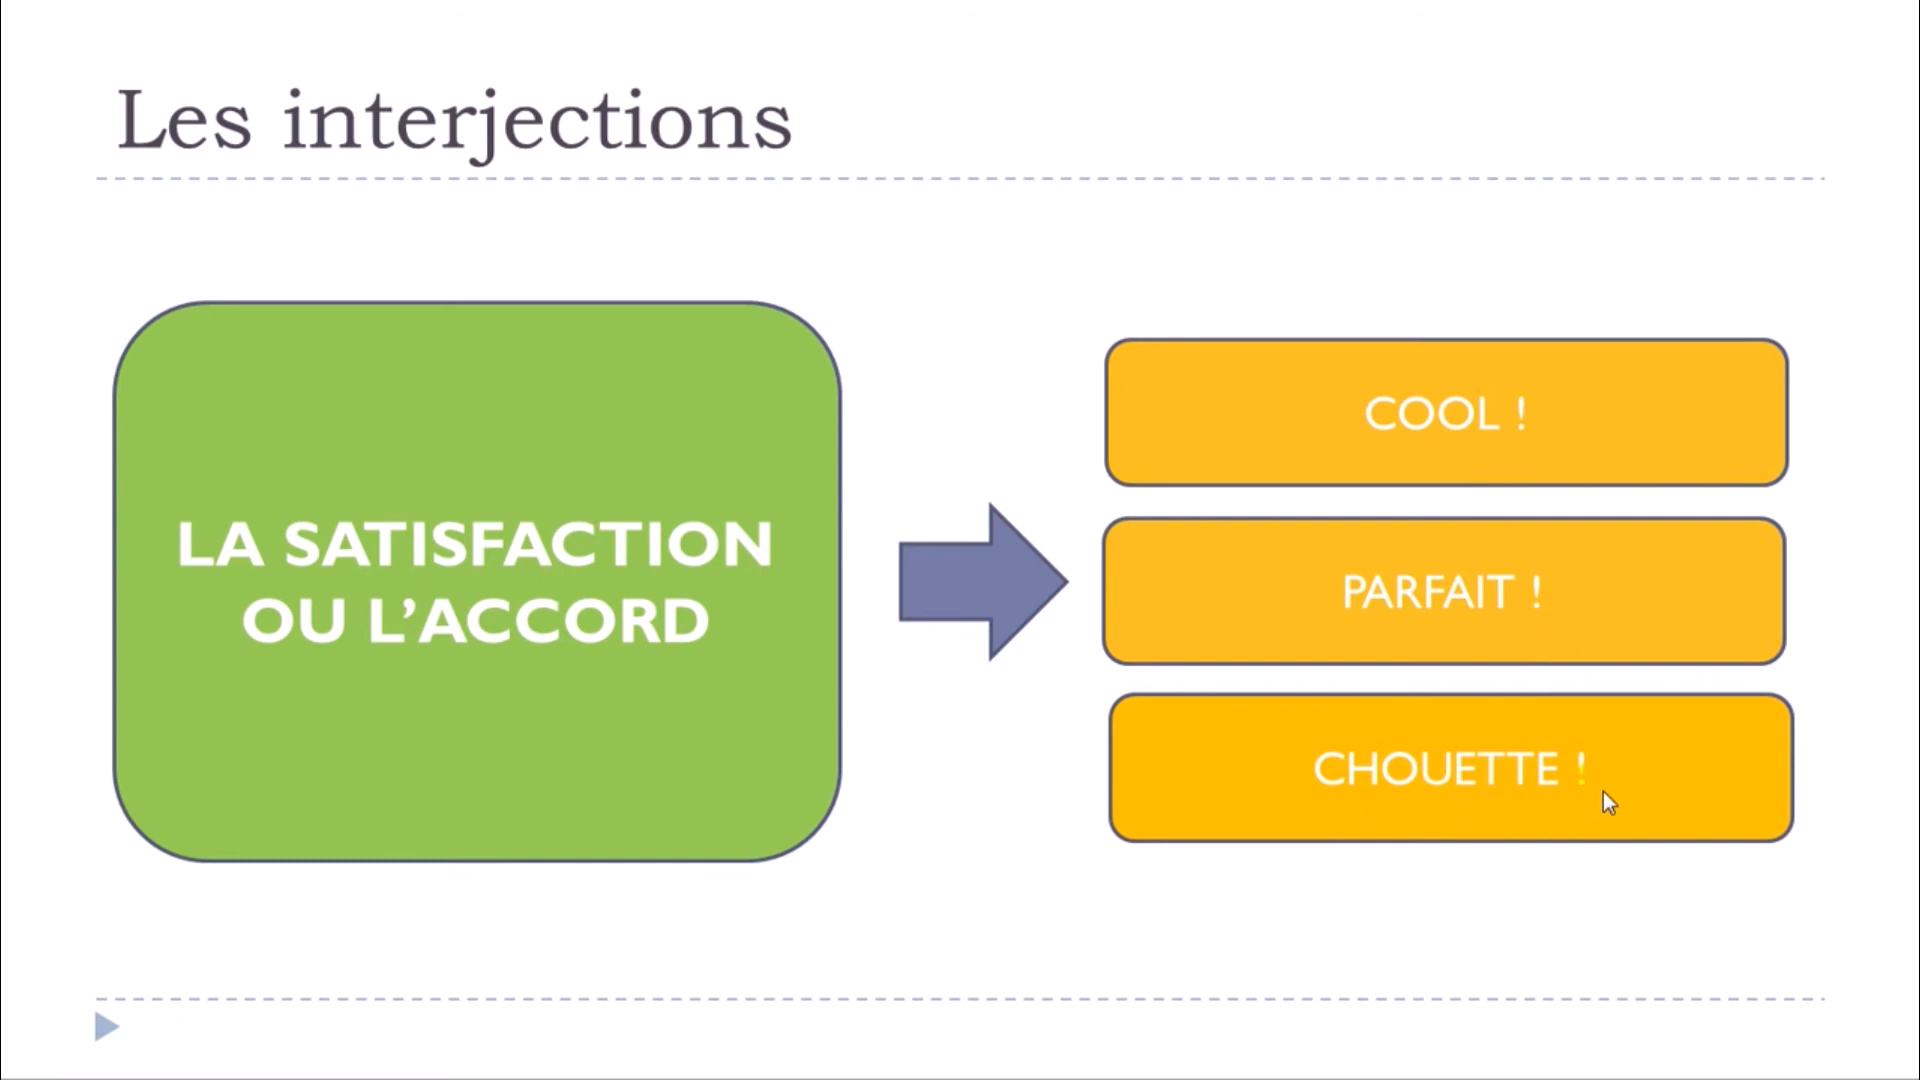 Les interjections
LA SATISFACTION
OU L’ACCORD
COOL !
PARFAIT !
CHOUETTE !